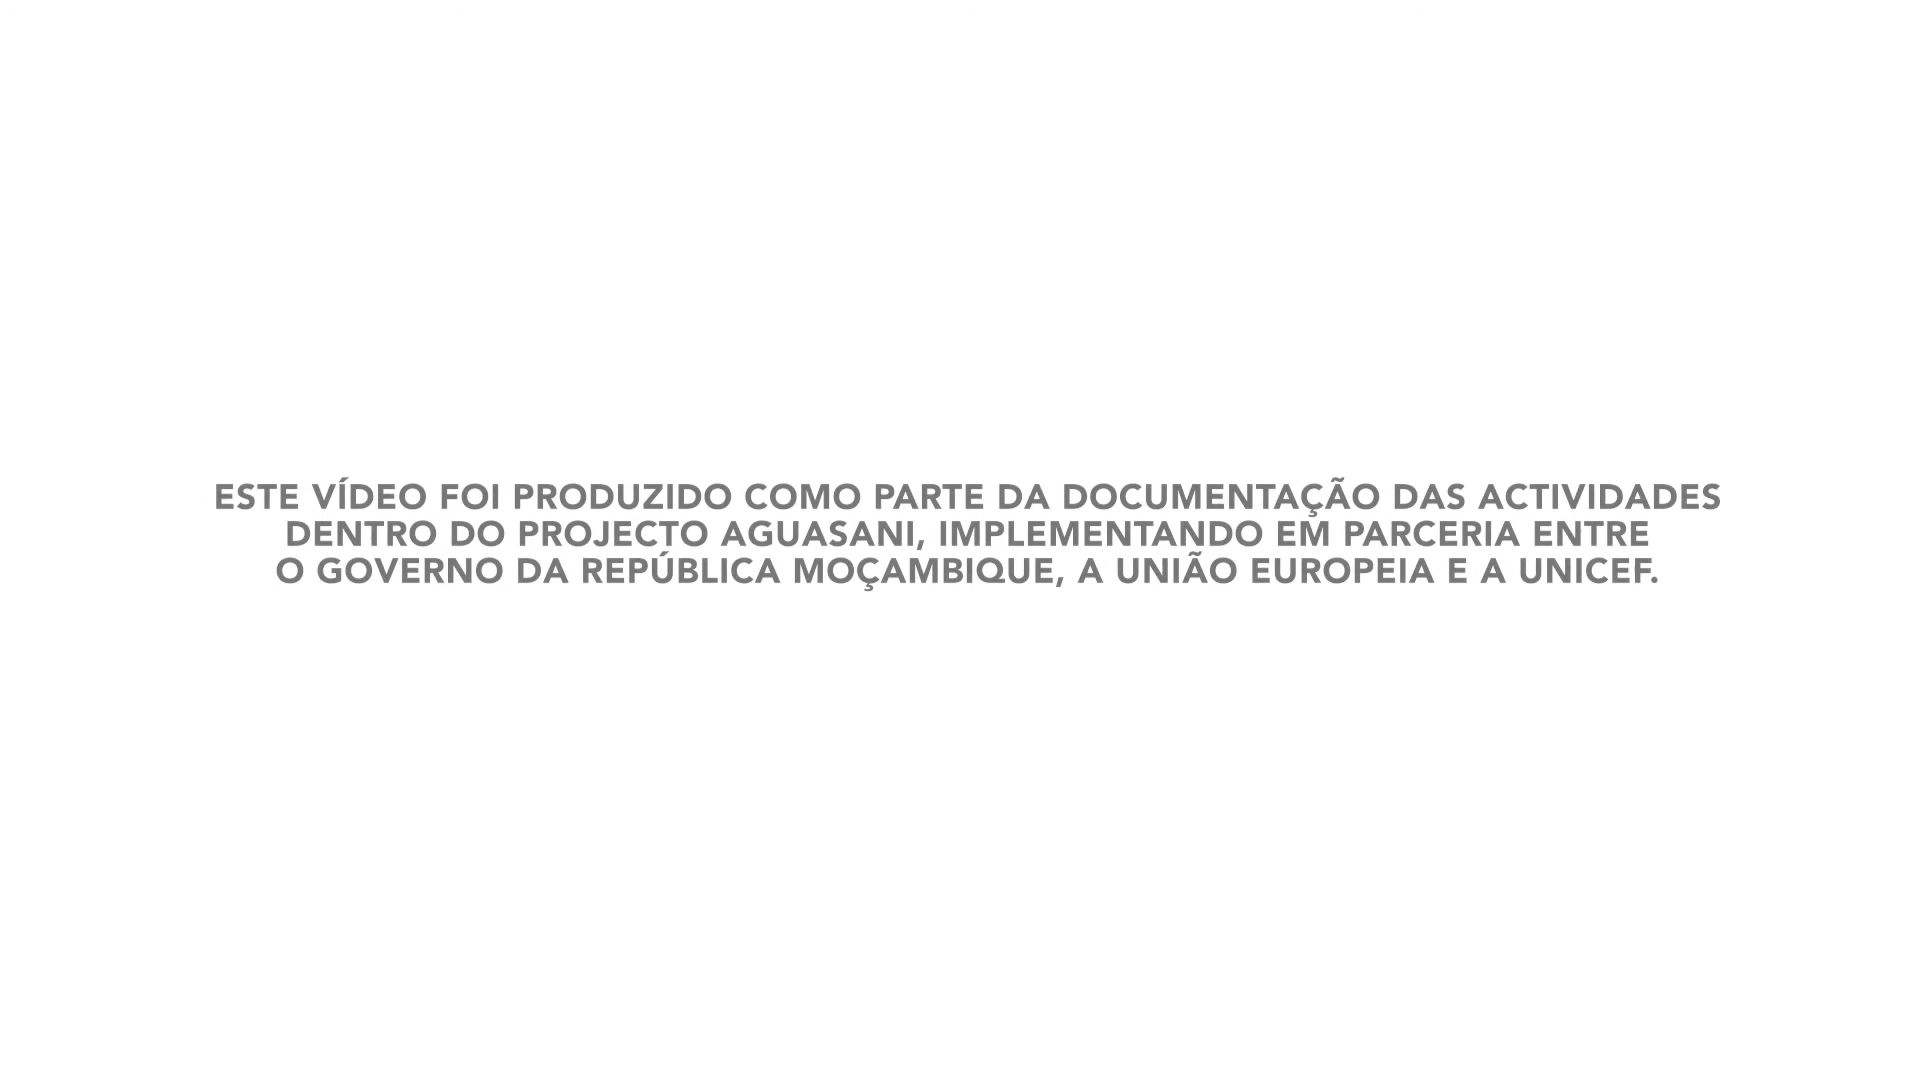 ESTE VÍDEO FOI PRODUZIDO COMO PARTE DA DOCUMENTAÇÃO DAS ACTIVIDADES
DENTRO DO PROJECTO AGUASANI, IMPLEMENTANDO EM PARCERIA ENTRE
O GOVERNO DA REPÚBLICA MOÇAMBIQUE, A UNIÃO EUROPEIA E A UNICEF.